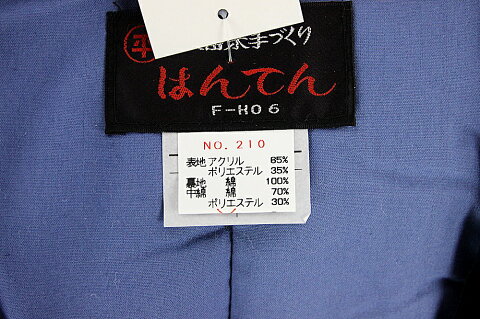 手づくり
はんてん
F-H06
NO. 210
表地 アクリル 65%
ポリエステル 35%
裏地 綿 100%
中綿 綿 70%
ポリエステル 30%